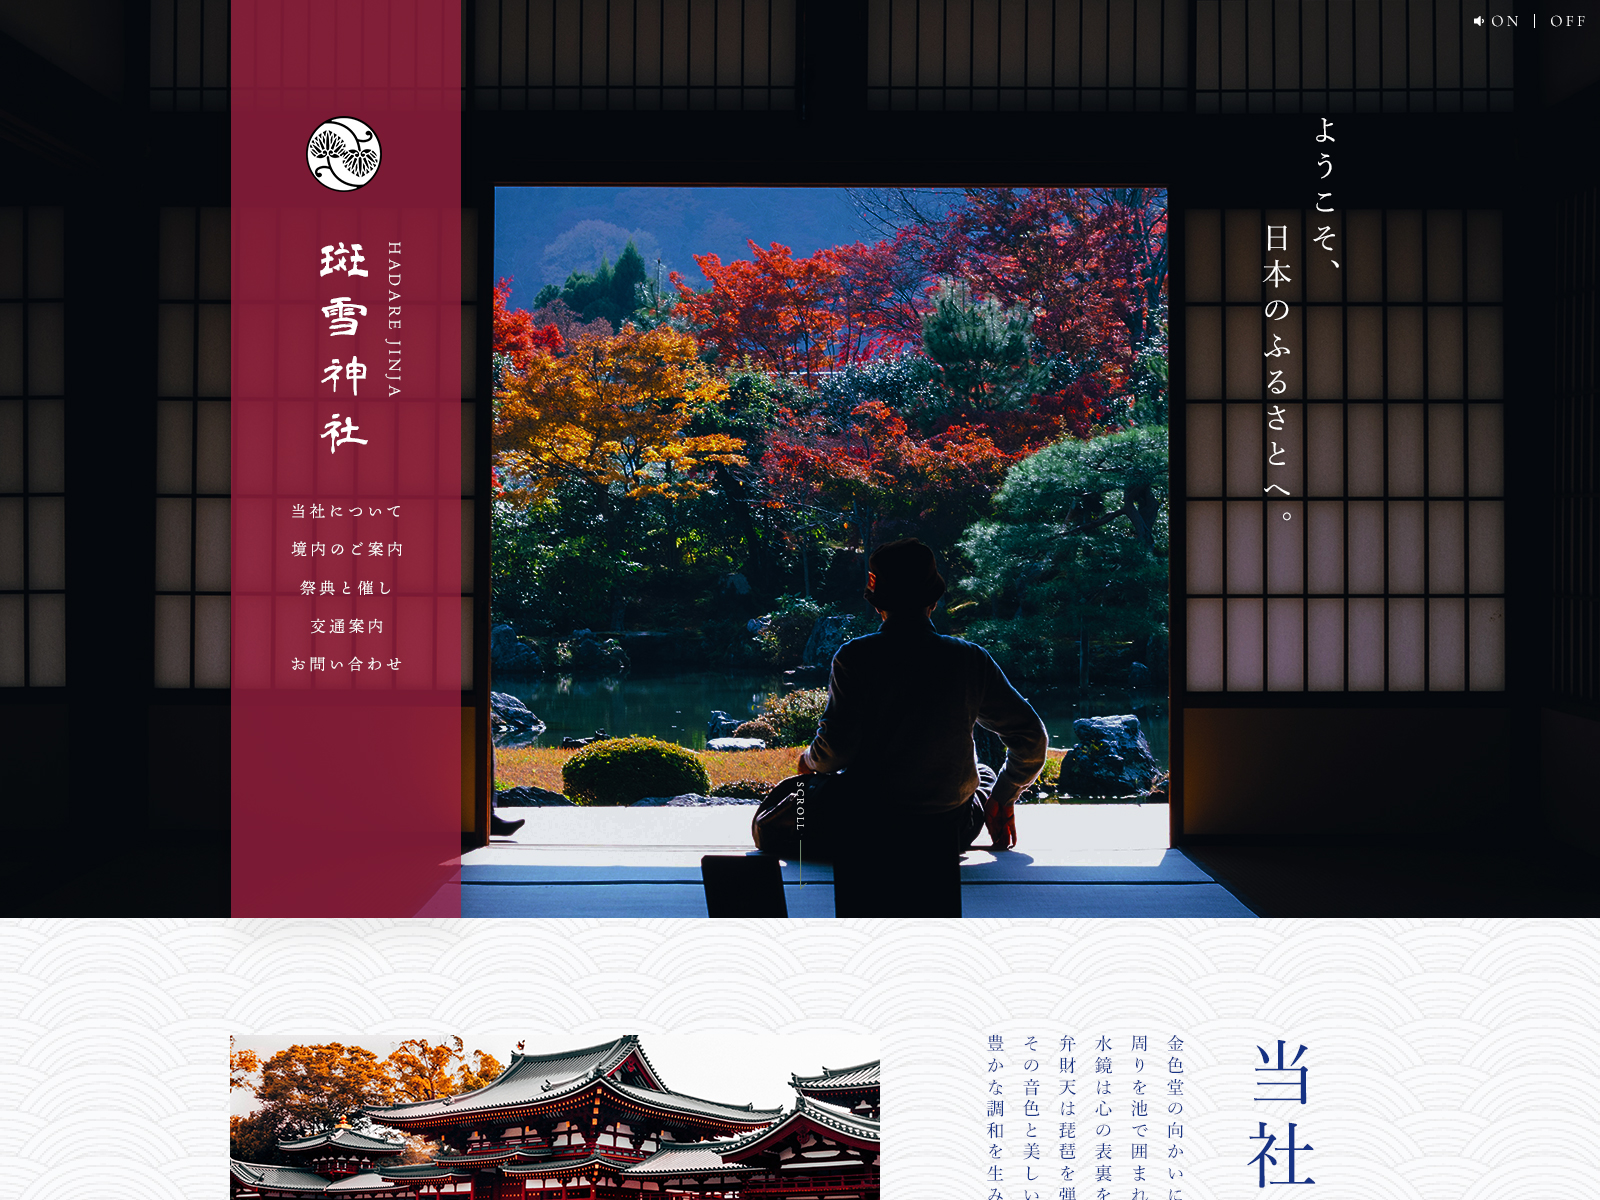 ON | OFF
HADARE JINJA
斑雪神社
当社について
境内のご案内
祭典と催し
交通案内
お問い合わせ
ようこそ、
日本のふるさとへ。
SCROLL
当社
金色堂の向かいに
周りを池で囲まれ
水鏡は心の表裏を
弁財天は琵琶を弾
その音色と美しい
豊かな調和を生み